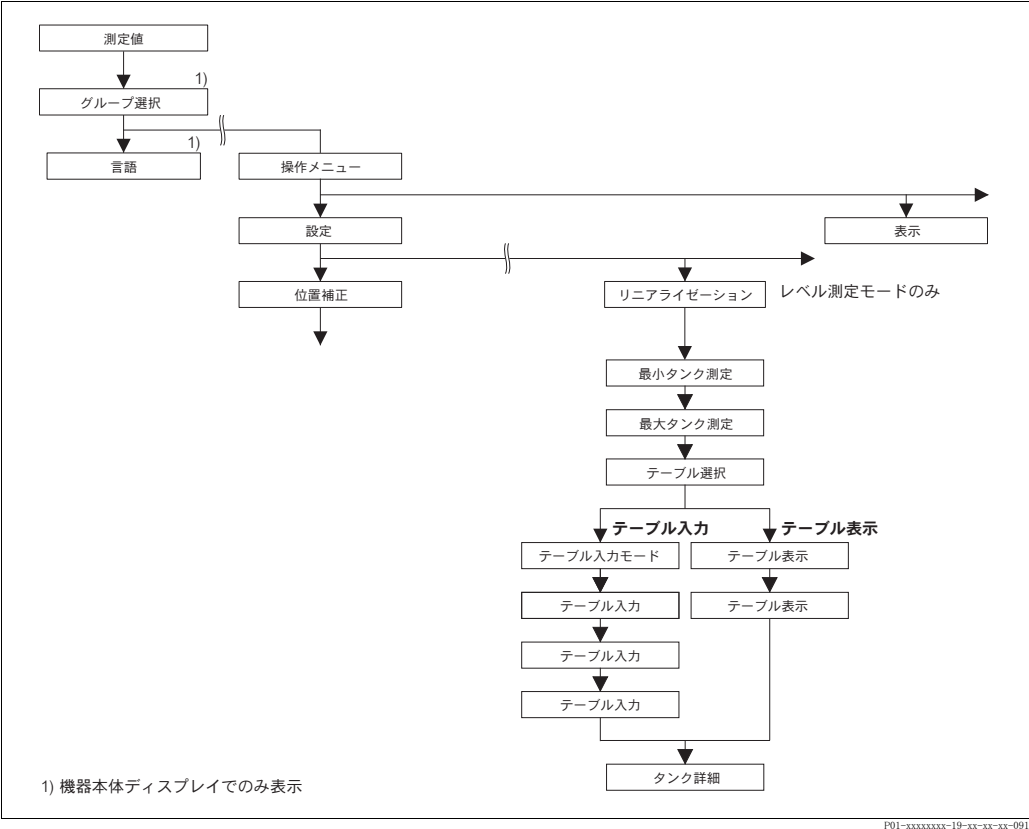 測定値
1)
グループ選択
1)
言語
操作メニュー
設定
表示
位置補正
リニアライゼーション
レベル測定モードのみ
最小タンク測定
最大タンク測定
テーブル選択
テーブル入力
テーブル表示
テーブル入力モード
テーブル表示
テーブル入力
テーブル表示
テーブル入力
テーブル入力
タンク詳細
1) 機器本体ディスプレイでのみ表示
P01-xxxxxxxx-19-xx-xx-xx-091